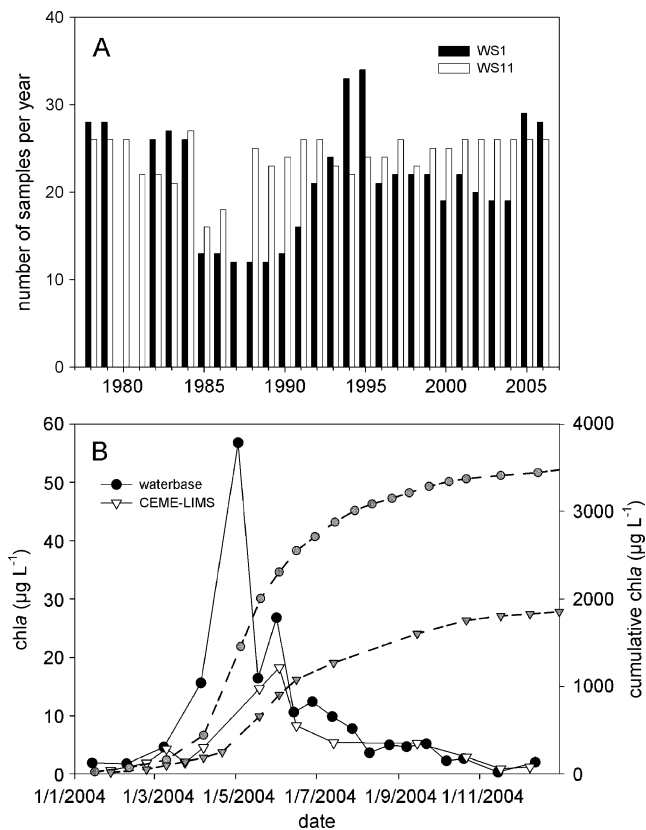 40
A
WS1
WS11
30
20
10
0
number of samples per year
1980
1985
1990
1995
2000
2005
60
4000
B
waterbase
CEME-LIMS
50
40
3000
30
2000
20
1000
10
0
0
chla (µg L⁻¹)
cumulative chla (µg L⁻¹)
1/1/2004
1/3/2004
1/5/2004
1/7/2004
1/9/2004
1/11/2004
date